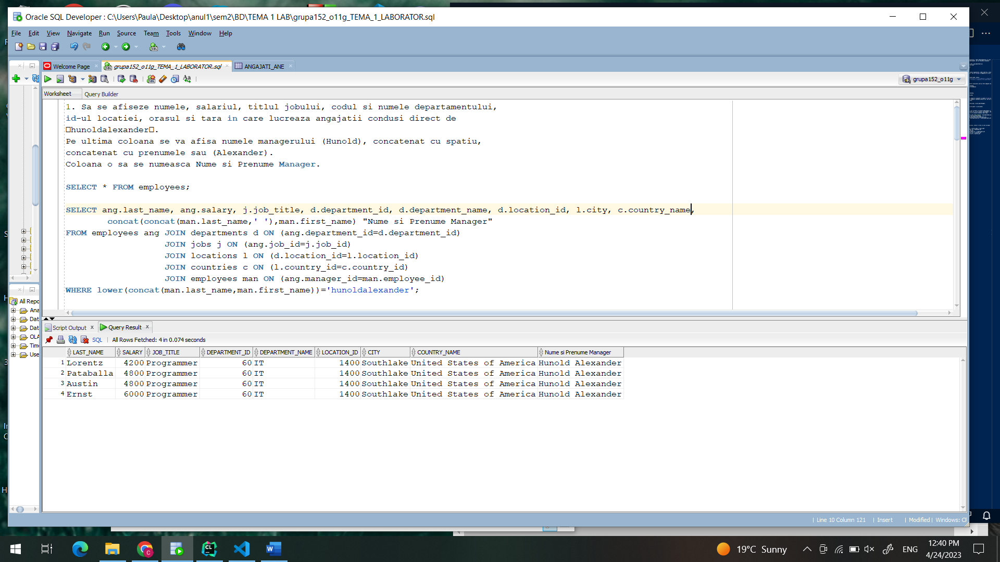 Oracle SQL Developer : C:\Users\Paula\Desktop\anul1\sem2\BD\TEMA 1 LAB\grupa152_o11g_TEMA_1_LABORATOR.sql
File Edit View Navigate Run Source Team Tools Window Help
Welcome Page grupa152_o11g_TEMA_1_LABORATOR.sql ANGAJATI_ANE
grupa152_o11g
Worksheet Query Builder
1. Sa se afiseze numele, salariul, titlul jobului, codul si numele departamentului,
id-ul locatiei, orasul si tara in care lucreaza angajatii condusi direct de
□hunoldalexander□.
Pe ultima coloana se va afisa numele managerului (Hunold), concatenat cu spatiu,
concatenat cu prenumele sau (Alexander).
Coloana o sa se numeasca Nume si Prenume Manager.
SELECT * FROM employees;
SELECT ang.last_name, ang.salary, j.job_title, d.department_id, d.department_name, d.location_id, l.city, c.country_name,
concat(concat(man.last_name,' '),man.first_name) "Nume si Prenume Manager"
FROM employees ang JOIN departments d ON (ang.department_id=d.department_id)
JOIN jobs j ON (ang.job_id=j.job_id)
JOIN locations l ON (d.location_id=l.location_id)
JOIN countries c ON (l.country_id=c.country_id)
JOIN employees man ON (ang.manager_id=man.employee_id)
WHERE lower(concat(man.last_name,man.first_name))='hunoldalexander';
All Repo
Ana
Dat
Dat
OLA
Time
Use
Script Output x Query Result x
SQL | All Rows Fetched: 4 in 0.074 seconds
LAST_NAME SALARY JOB_TITLE DEPARTMENT_ID DEPARTMENT_NAME LOCATION_ID CITY COUNTRY_NAME Nume si Prenume Manager
1 Lorentz 4200 Programmer 60 IT 1400 Southlake United States of America Hunold Alexander
2 Pataballa 4800 Programmer 60 IT 1400 Southlake United States of America Hunold Alexander
3 Austin 4800 Programmer 60 IT 1400 Southlake United States of America Hunold Alexander
4 Ernst 6000 Programmer 60 IT 1400 Southlake United States of America Hunold Alexander
| Line 10 Column 121 | Insert | Modified | Windows: CF
19°C Sunny
ENG
12:40 PM
4/24/2023